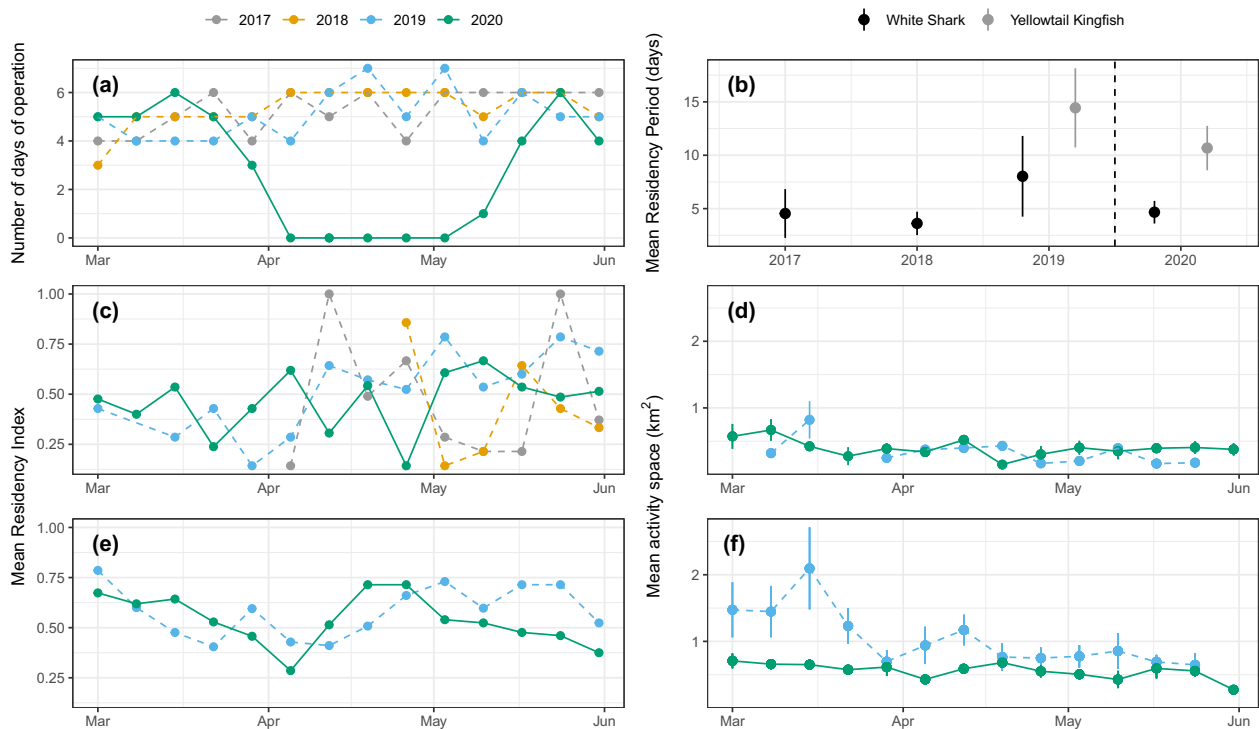 2017 2018 2019 2020
White Shark Yellowtail Kingfish
Number of days of operation
(a)
6
4
2
0
Mar Apr May Jun
Mean Residency Period (days)
(b)
15
10
5
2017 2018 2019 2020
Mean Residency Index
(c)
1.00
0.75
0.50
0.25
Mar Apr May Jun
Mean activity space (km²)
(d)
2
1
Mar Apr May Jun
(e)
1.00
0.75
0.50
0.25
Mar Apr May Jun
(f)
2
1
Mar Apr May Jun